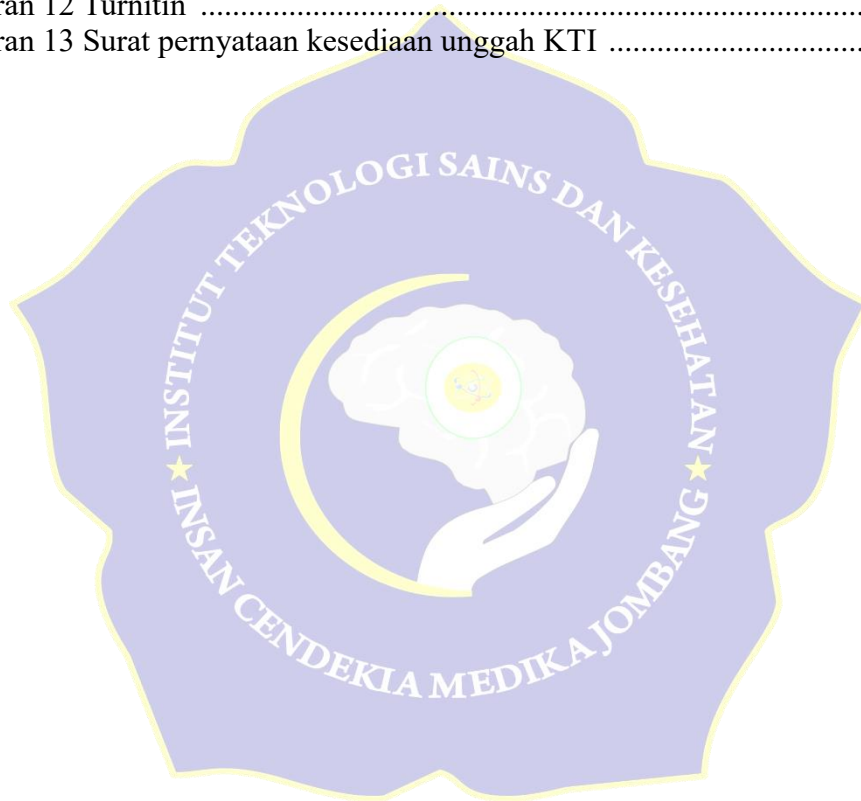 ran 12 Turnitin ....................................................................................
ran 13 Surat pernyataan kesediaan unggah KTI ................................
INSTITUT TEKNOLOGI SAINS DAN KESEHATAN
INSAN CENDEKIA MEDIKA JOMBANG